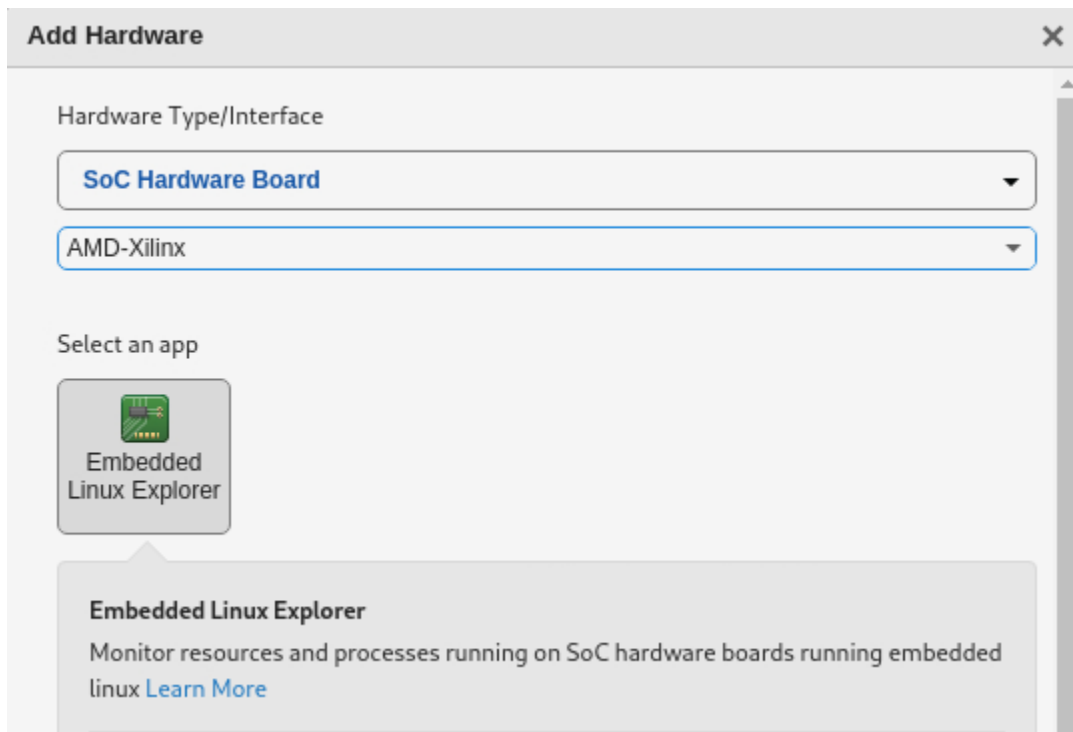 Add Hardware
Hardware Type/Interface
SoC Hardware Board
AMD-Xilinx
Select an app
Embedded
Linux Explorer
Embedded Linux Explorer
Monitor resources and processes running on SoC hardware boards running embedded
linux Learn More